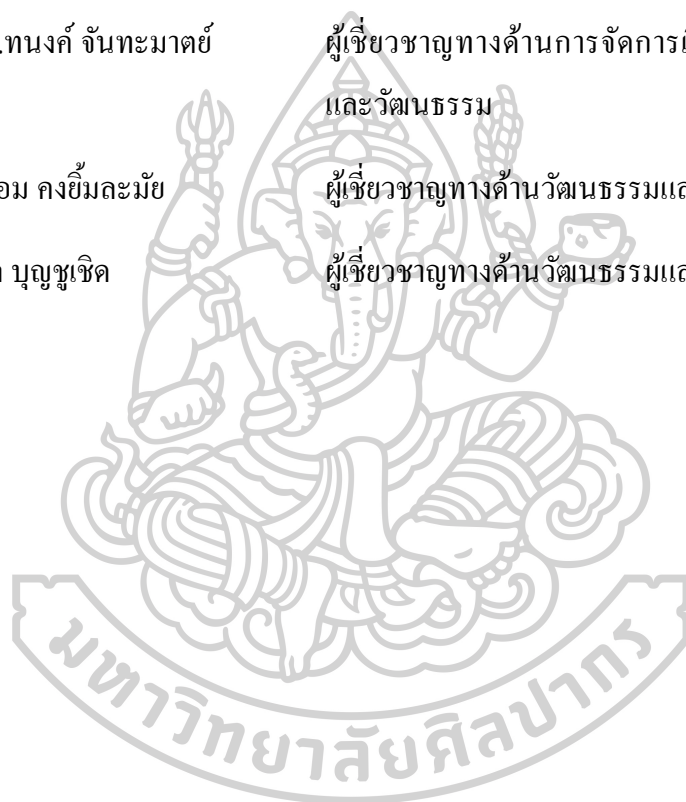 .ทนงค์ จันทะมาตย์ ผู้เชี่ยวชาญทางด้านการจัดการ
และวัฒนธรรม
อม คงยิ้มละมัย ผู้เชี่ยวชาญทางด้านวัฒนธรรมและ
บุญชูเชิด ผู้เชี่ยวชาญทางด้านวัฒนธรรมและ
มหาวิทยาลัยศิลปากร